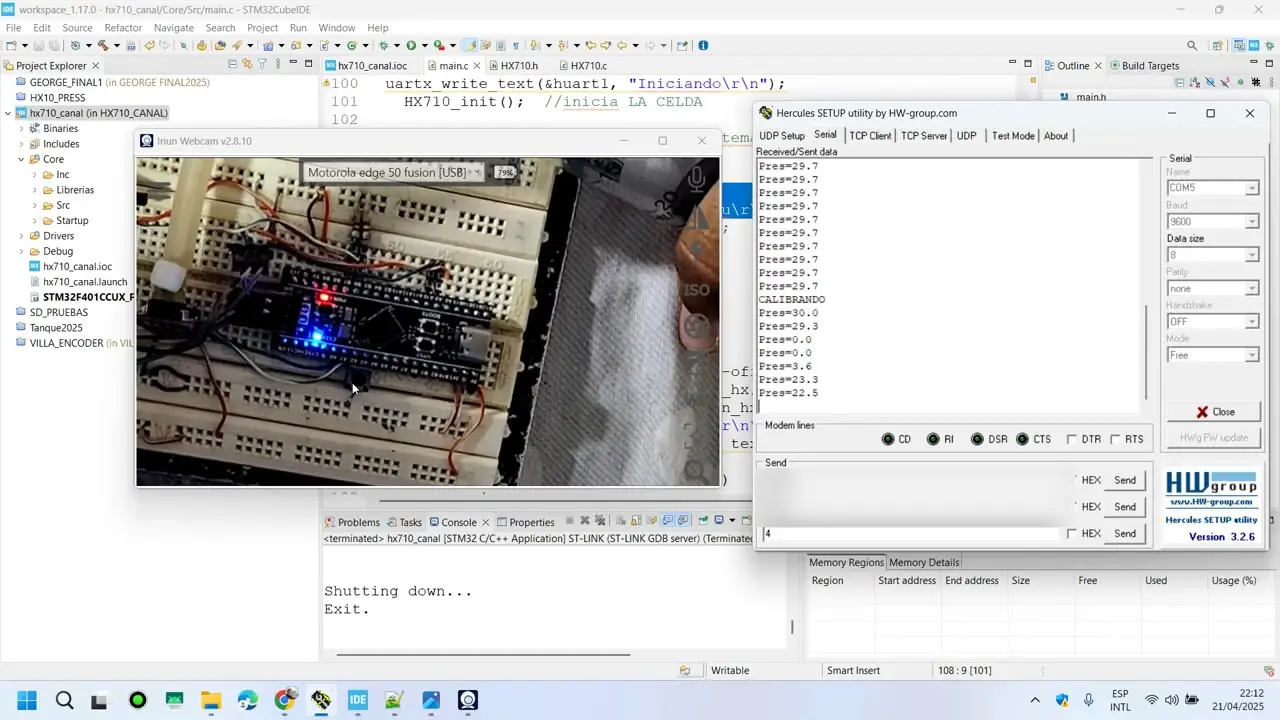 workspace_1.17.0 - hx710_canal/Core/Src/main.c - STM32CubeIDE
File Edit Source Refactor Navigate Search Project Run Window Help
Project Explorer
GEORGE_FINAL1 (in GEORGE FINAL2025)
HX10_PRESS
hx710_canal (in HX710_CANAL)
Binaries
Includes
Core
Inc
Librerias
Src
Startup
Drivers
Debug
hx710_canal.ioc
hx710_canal.launch
STM32F401CCUX_F
SD_PRUEBAS
Tanque2025
VILLA_ENCODER (in VIL
hx710_canal.ioc main.c HX710.h HX710.c
100 uartx_write_text(&huart1, "Iniciando\r\n");
101 HX710_init(); //inicia LA CELDA
102
Outline Build Targets
main.h
Iriun Webcam v2.8.10
Motorola edge 50 fusion [USB] 79%
ISO
Hercules SETUP utility by HW-group.com
UDP Setup Serial TCP Client TCP Server UDP Test Mode About
Received/Sent data
Pres=29.7
Pres=29.7
Pres=29.7
Pres=29.7
Pres=29.7
Pres=29.7
Pres=29.7
Pres=29.7
Pres=29.7
Pres=29.7
CALIBRANDO
Pres=30.0
Pres=29.3
Pres=0.0
Pres=0.0
Pres=3.6
Pres=23.3
Pres=22.5
Serial
Name
COM5
Baud
9600
Data size
8
Parity
none
Handshake
OFF
Mode
Free
Close
HWg FW update
Modem lines
CD RI DSR CTS DTR RTS
Send
HEX Send
HEX Send
4 HEX Send
HWgroup
www.HW-group.com
Hercules SETUP utility
Version 3.2.6
Problems Tasks Console Properties
<terminated> hx710_canal [STM32 C/C++ Application] ST-LINK (ST-LINK GDB server) (Terminate
Shutting down...
Exit.
Memory Regions Memory Details
Region Start address End address Size Free Used Usage (%)
Writable Smart Insert 108 : 9 [101]
ESP
INTL
22:12
21/04/2025